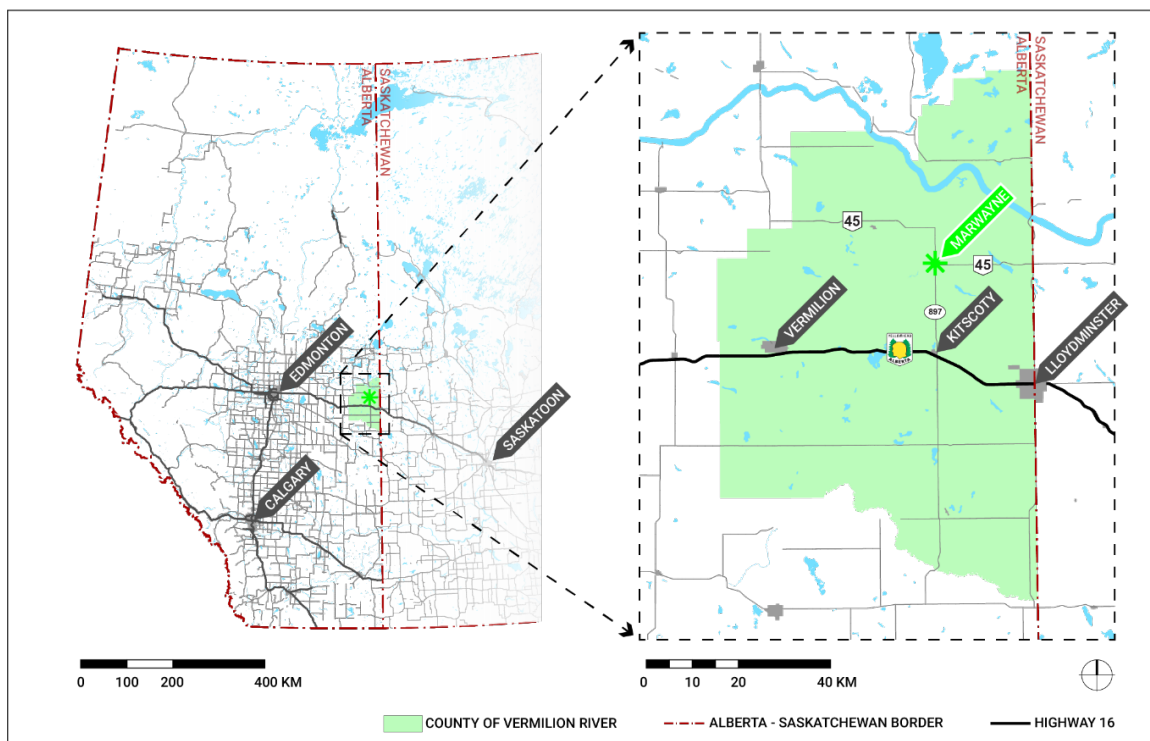 ALBERTA
SASKATCHEWAN
EDMONTON
SASKATOON
CALGARY
0 100 200 400 KM
ALBERTA
SASKATCHEWAN
45
MARWAYNE
45
897
VERMILION
KITSCOTY
LLOYDMINSTER
ALBERTA
0 10 20 40 KM
COUNTY OF VERMILION RIVER
ALBERTA - SASKATCHEWAN BORDER
HIGHWAY 16